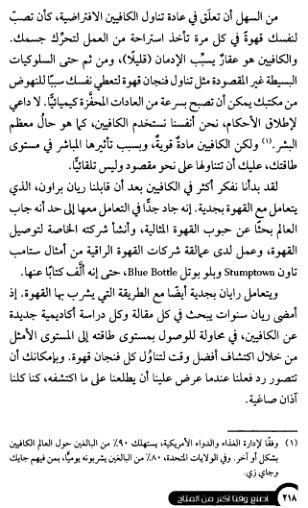 من السهل أن تعلَق في عادة تناول الكافيين الافتراضية، كأن تصبّ
لنفسك قهوةً في كل مرة تأخذ استراحة من العمل لتحرِّك جسمك.
والكافيين هو عقار يسبِّب الإدمان (قليلًا)، ومن ثم حتى السلوكيات
البسيطة غير المقصودة مثل تناول فنجان قهوة لتعطي نفسك سببًا للنهوض
من مكتبك يمكن أن تصبح بسرعة من العادات المحفَّزة كيميائيًّا. لا داعي
لإطلاق الأحكام، نحن أنفسنا نستخدم الكافيين، كما هو حالُ معظم
البشر.(١) ولكن الكافيين مادةٌ قويةٌ، وبسبب تأثيرها المباشر في مستوى
طاقتك، عليك أن تتناولها على نحو مقصود وليس تلقائيًّا.
لقد بدأنا نفكر أكثر في الكافيين بعد أن قابلنا ريان براون، الذي
يتعامل مع القهوة بجدية. إنه جاد جدًّا في التعامل معها إلى حد أنه جاب
العالم بحثًا عن حبوب القهوة المثالية، وأنشأ شركته الخاصة لتوصيل
القهوة، وعمل لدى عمالقة شركات القهوة الراقية من أمثال ستامب
تاون Stumptown وبلو بوتل Blue Bottle، حتى إنه ألَّف كتابًا عنها.
ويتعامل رايان بجدية أيضًا مع الطريقة التي يشرب بها القهوة. إذ
أمضى ريان سنوات يبحث في كل مقالة وكل دراسة أكاديمية جديدة
عن الكافيين، في محاولة للوصول بمستوى طاقته إلى المستوى الأمثل
من خلال اكتشاف أفضل وقت لتناوُل كل فنجان قهوة. وبإمكانك أن
تتصور رد فعلنا عندما عرض علينا أن يطلعنا على ما اكتشفه، كنا كلنا
آذان صاغية.
(١) وفقًا لإدارة الغذاء والدواء الأمريكية، يستهلك ٩٠٪ من البالغين حول العالم الكافيين
بشكل أو آخر. وفي الولايات المتحدة، ٨٠٪ من البالغين يشربونه يوميًّا، بمن فيهم جايك
وجاي زي.
٢١٨ اصنع وقتًا أكثر من المتاح